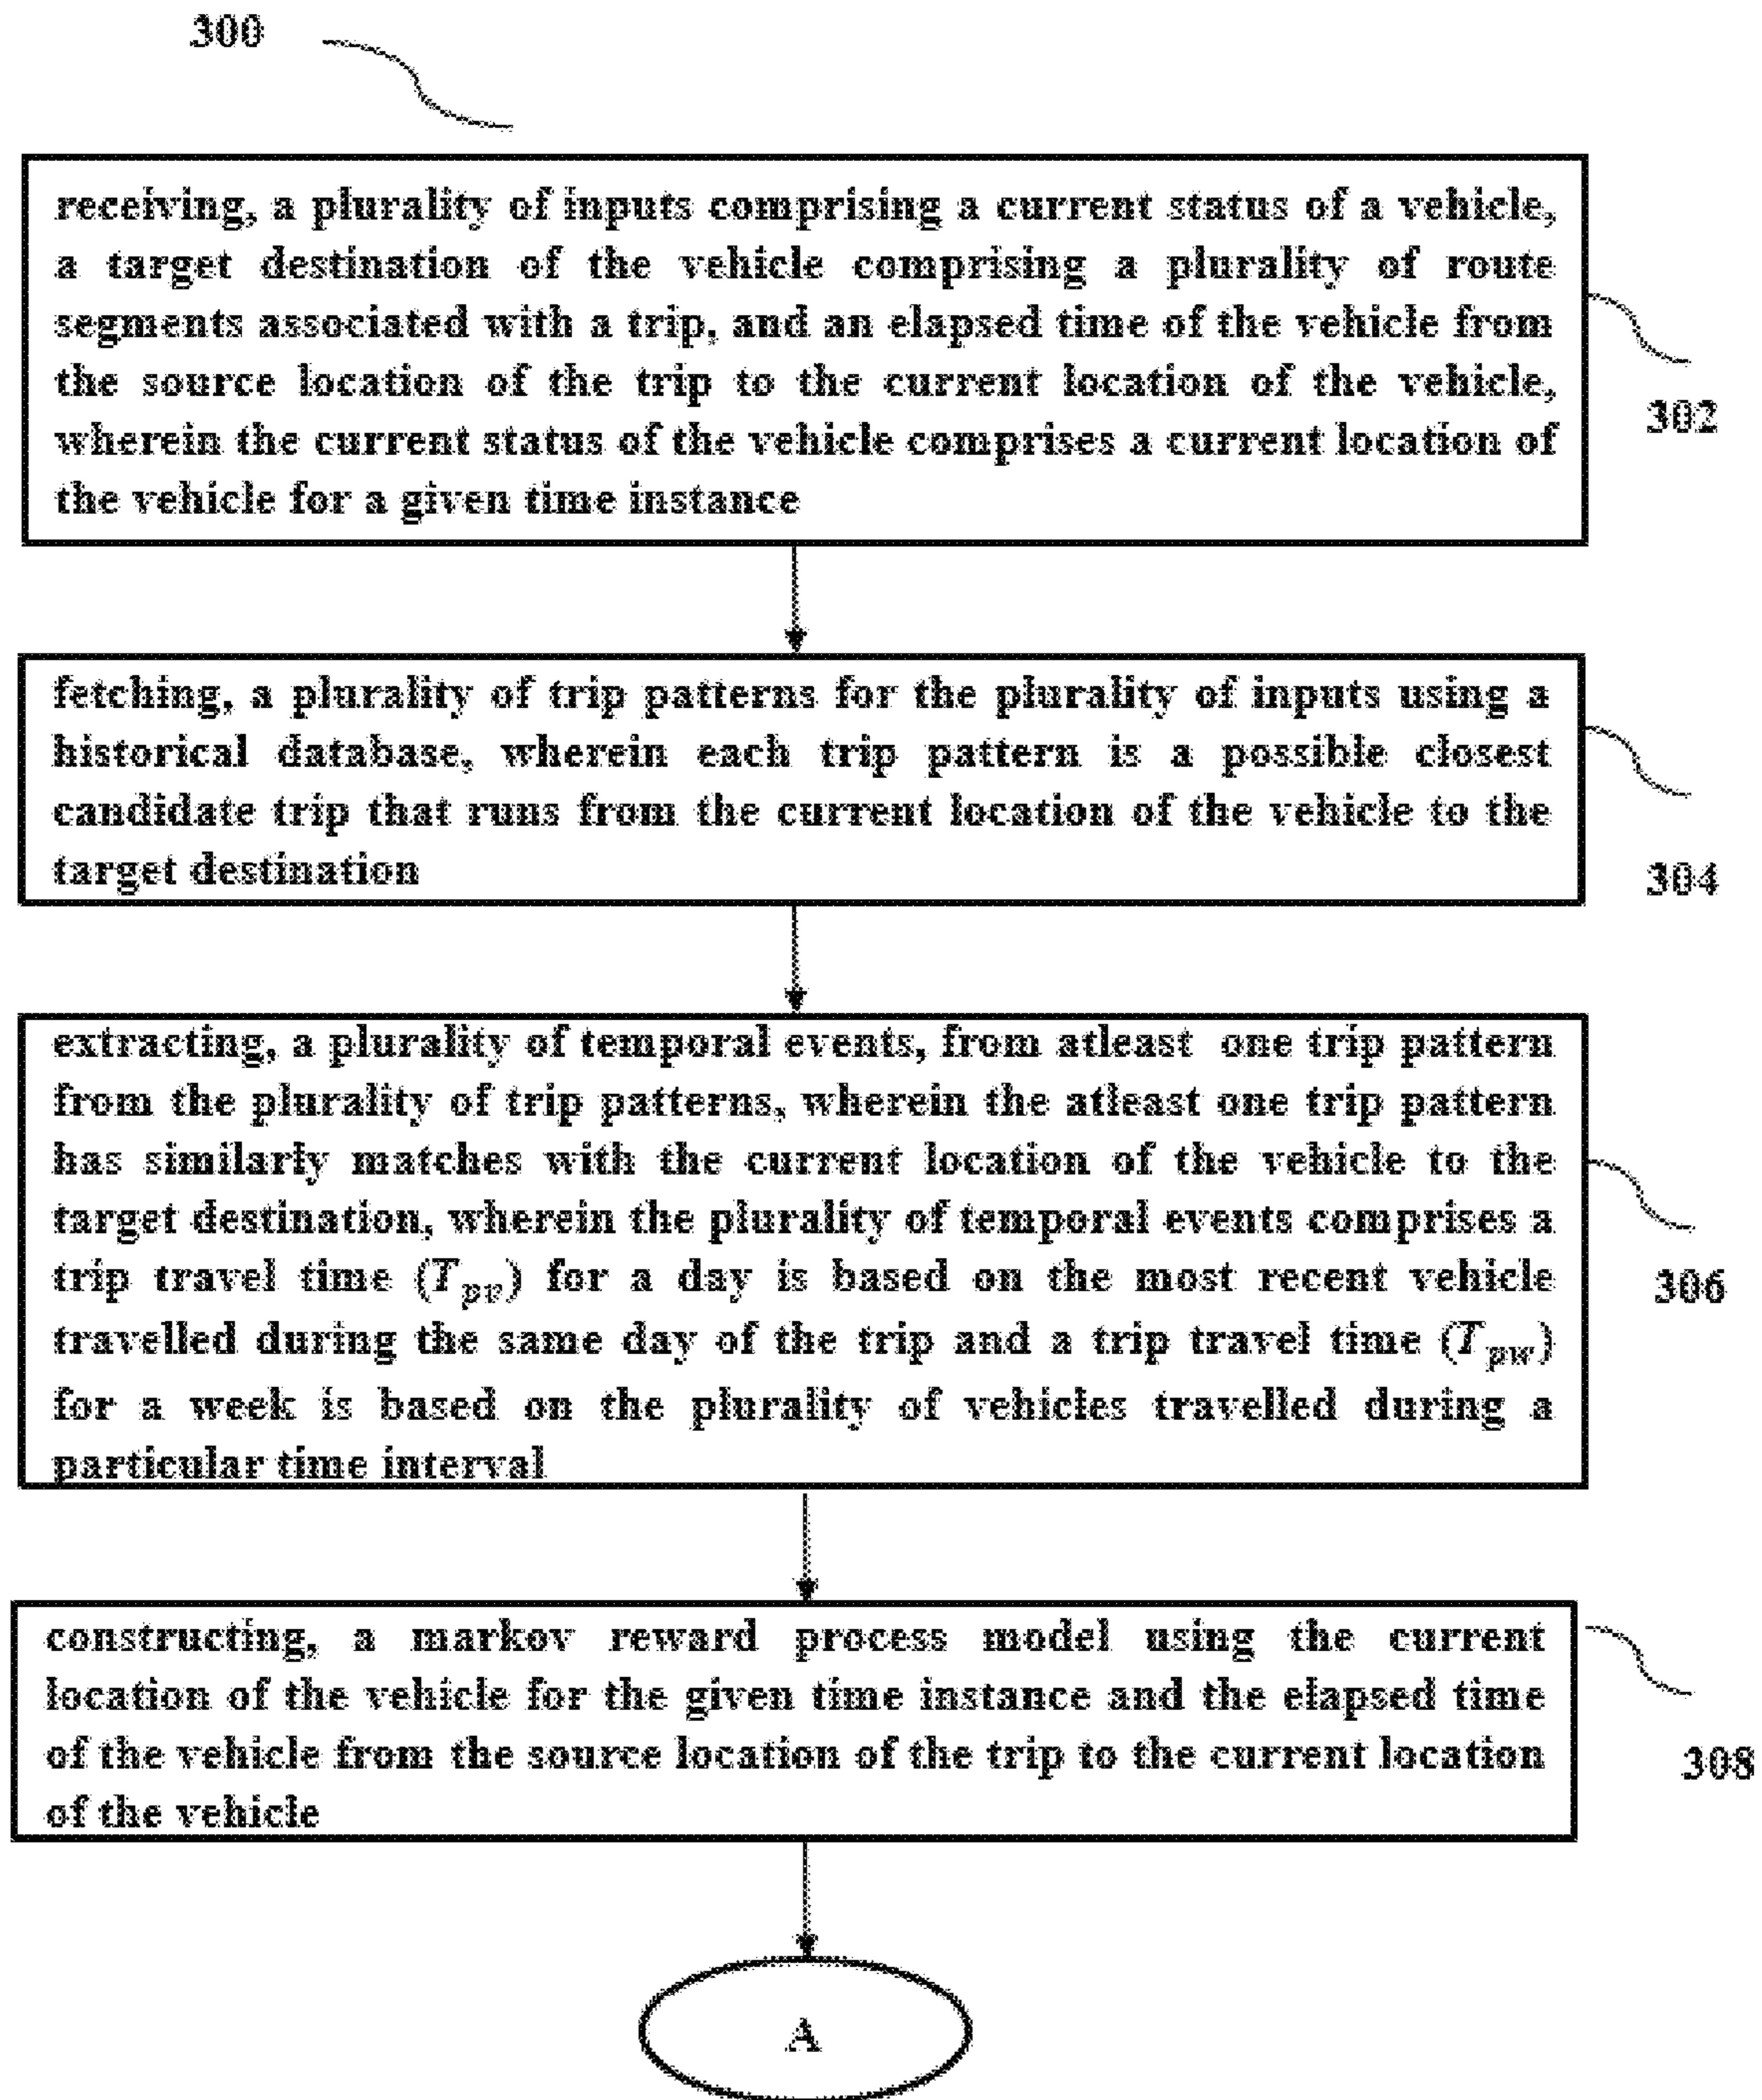 300
receiving, a plurality of inputs comprising a current status of a vehicle,
a target destination of the vehicle comprising a plurality of route
segments associated with a trip, and an elapsed time of the vehicle from
the source location of the trip to the current location of the vehicle,
wherein the current status of the vehicle comprises a current location of
the vehicle for a given time instance
302
fetching, a plurality of trip patterns for the plurality of inputs using a
historical database, wherein each trip pattern is a possible closest
candidate trip that runs from the current location of the vehicle to the
target destination
304
extracting, a plurality of temporal events, from atleast one trip pattern
from the plurality of trip patterns, wherein the atleast one trip pattern
has similarly matches with the current location of the vehicle to the
target destination, wherein the plurality of temporal events comprises a
trip travel time (T_{pv}) for a day is based on the most recent vehicle
travelled during the same day of the trip and a trip travel time (T_{pw})
for a week is based on the plurality of vehicles travelled during a
particular time interval
306
constructing, a markov reward process model using the current
location of the vehicle for the given time instance and the elapsed time
of the vehicle from the source location of the trip to the current location
of the vehicle
308
A